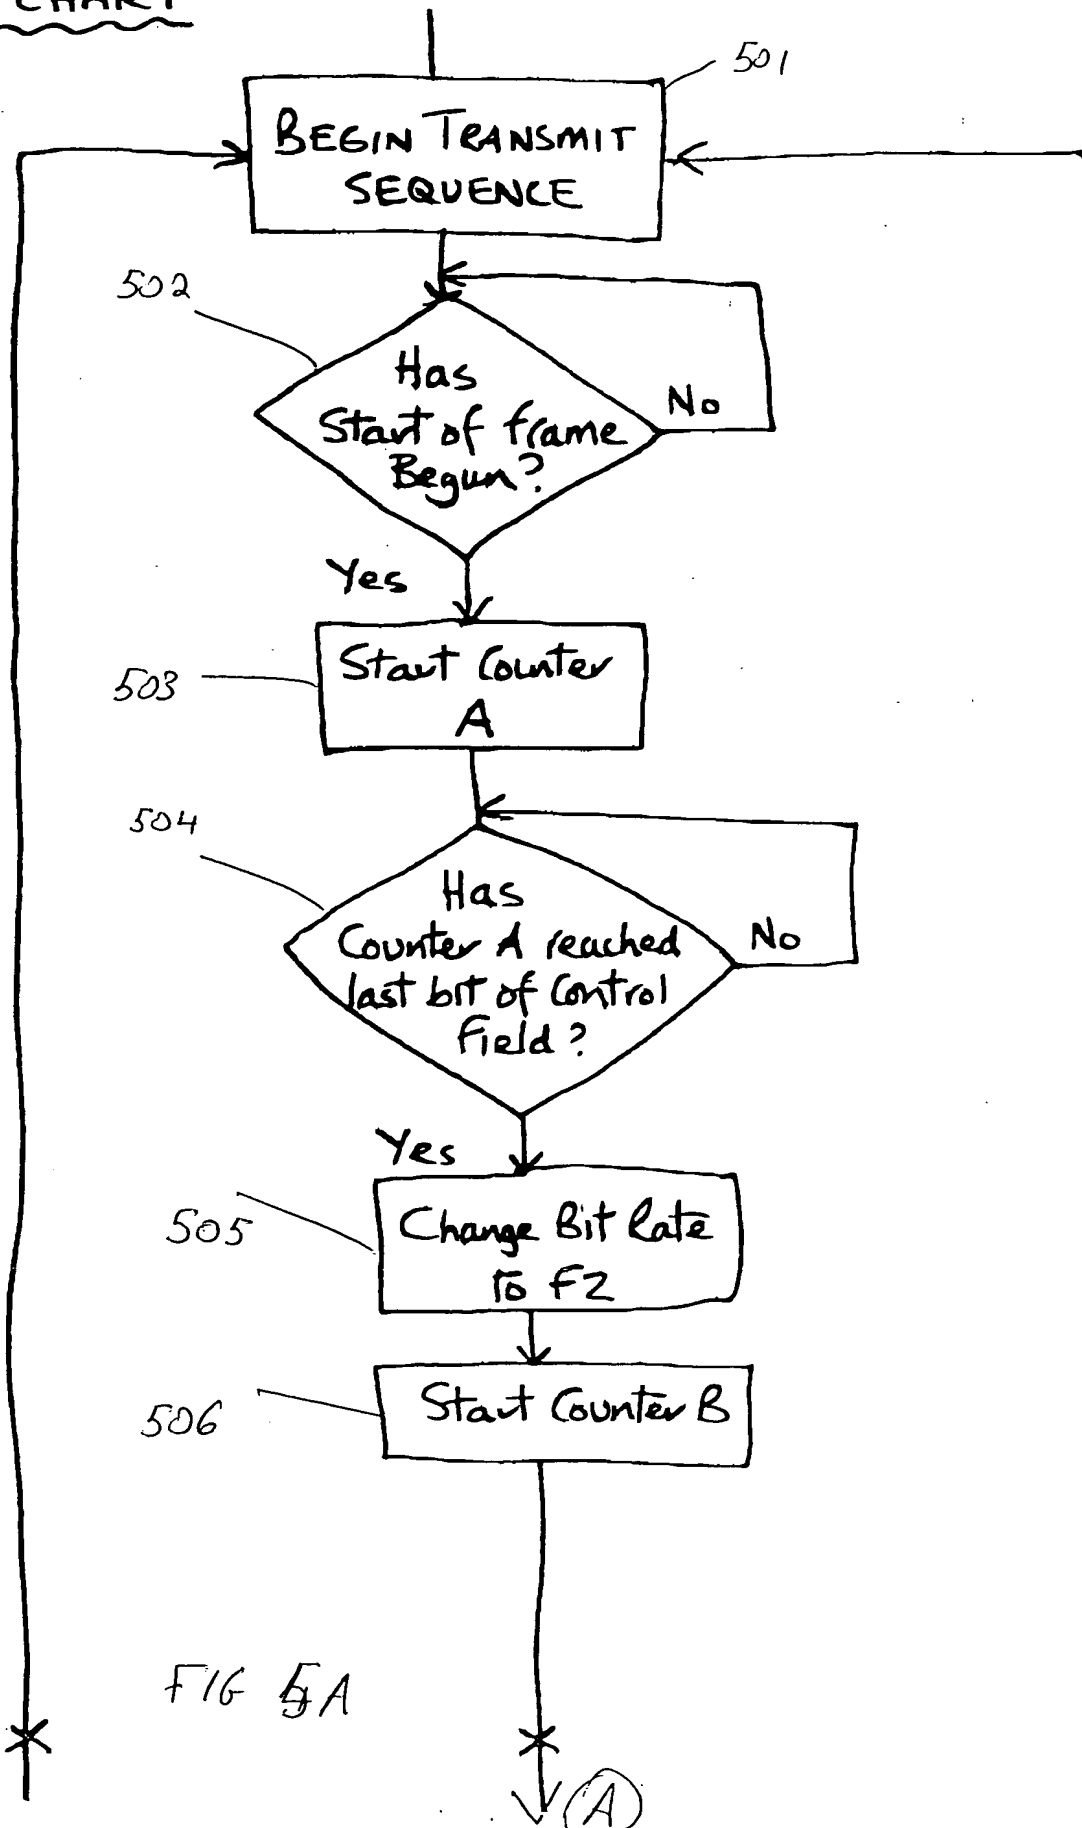 CHART
501
BEGIN TRANSMIT
SEQUENCE
502
Has
Start of frame
Begun?
No
Yes
503
Start Counter
A
504
Has
Counter A reached
last bit of Control
Field?
No
Yes
505
Change Bit Rate
To F2
506
Start Counter B
FIG 5A
A